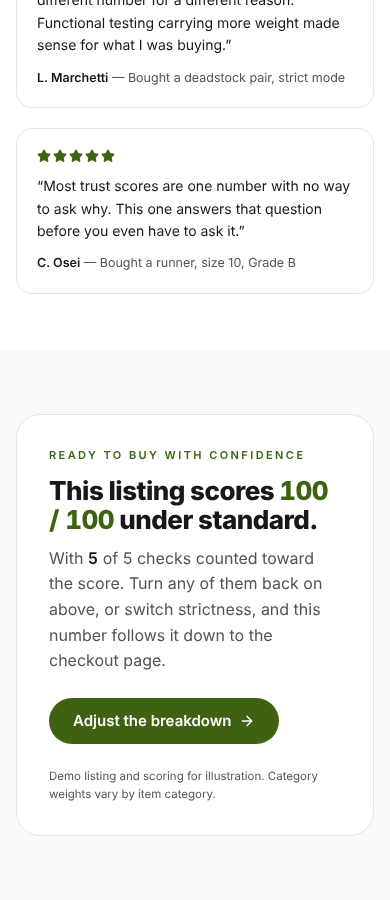 different number for a different reason.
Functional testing carrying more weight made
sense for what I was buying.”
L. Marchetti — Bought a deadstock pair, strict mode
“Most trust scores are one number with no way
to ask why. This one answers that question
before you even have to ask it.”
C. Osei — Bought a runner, size 10, Grade B
READY TO BUY WITH CONFIDENCE
This listing scores 100
/ 100 under standard.
With 5 of 5 checks counted toward
the score. Turn any of them back on
above, or switch strictness, and this
number follows it down to the
checkout page.
Adjust the breakdown →
Demo listing and scoring for illustration. Category
weights vary by item category.